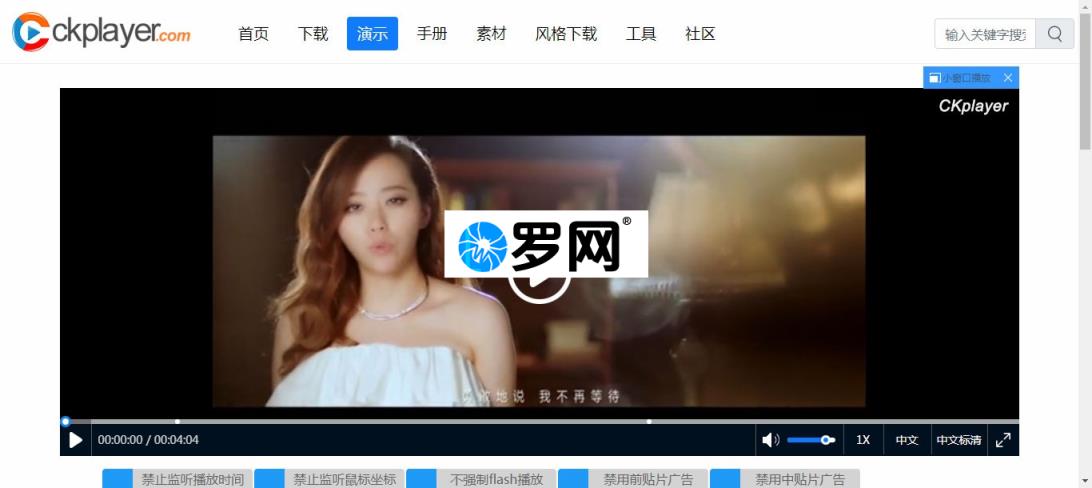 ckplayer.com
首页 下载 演示 手册 素材 风格下载 工具 社区
输入关键字搜索
小窗口播放
CKplayer
罗网®
地说 我不再等待
00:00:00 / 00:04:04
1X 中文 中文标清
禁止监听播放时间 禁止监听鼠标坐标 不强制flash播放 禁用前贴片广告 禁用中贴片广告